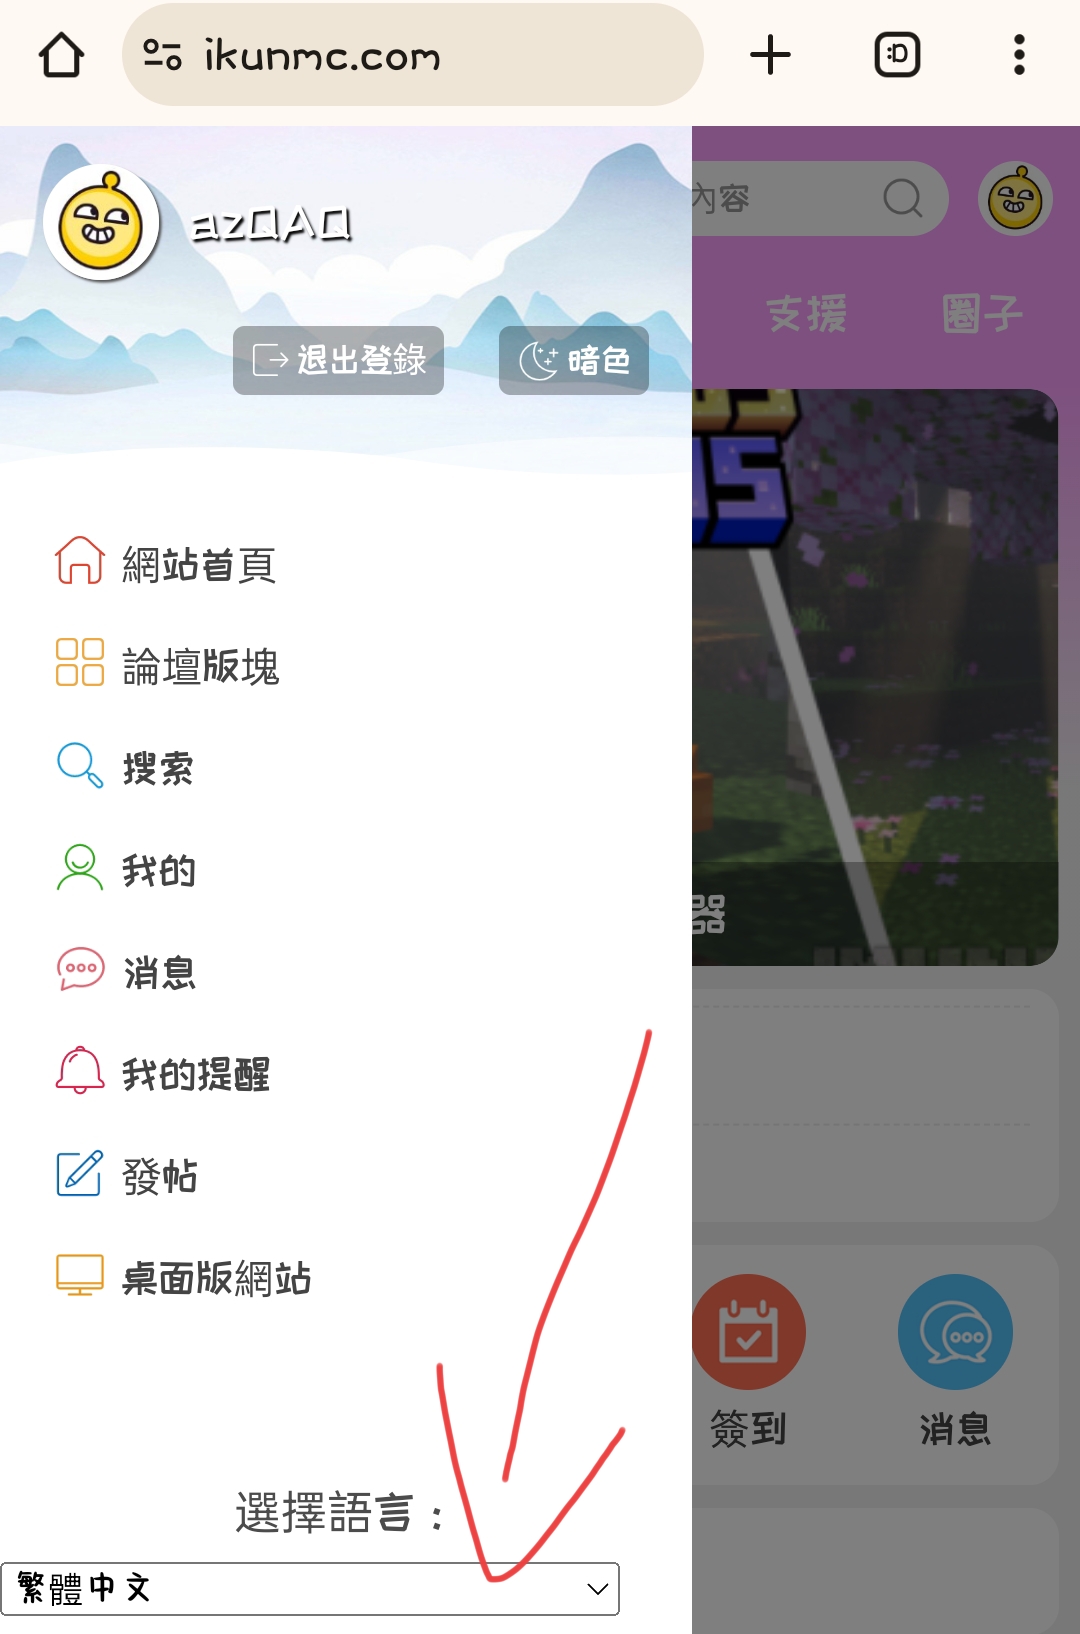 ikunmc.com
:D
azQAQ
內容
支援
圈子
退出登錄
暗色
網站首頁
論壇版塊
搜索
我的
消息
我的提醒
發帖
桌面版網站
器
簽到
消息
選擇語言：
繁體中文